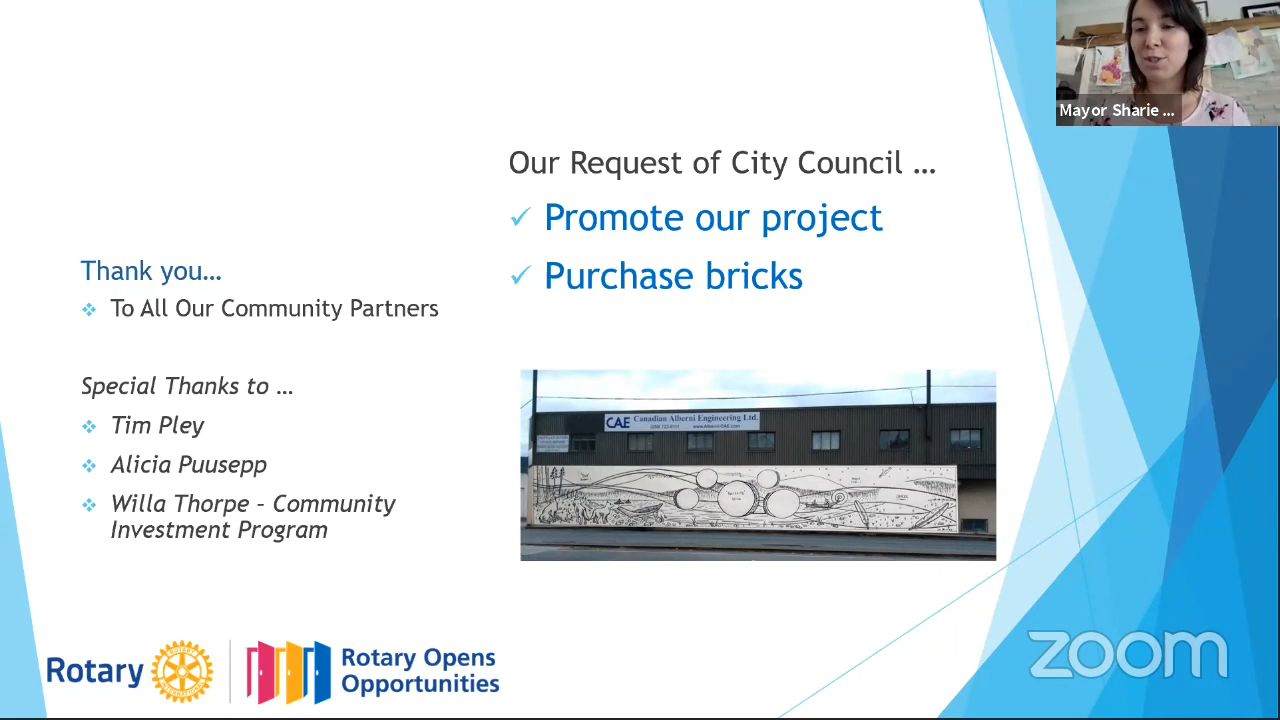 Mayor Sharie ...
Our Request of City Council …
Promote our project
Purchase bricks
Thank you…
To All Our Community Partners
Special Thanks to …
Tim Pley
Alicia Puusepp
Willa Thorpe – Community
Investment Program
CAE Canadian Alberni Engineering Ltd.
Rotary
Rotary Opens
Opportunities
zoom